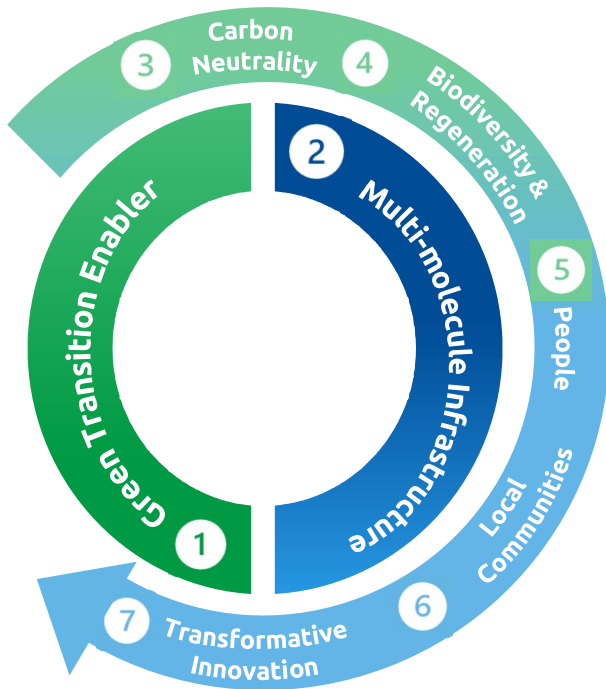 1
Green Transition Enabler
2
Multi-molecule Infrastructure
3
Carbon
Neutrality
4
Biodiversity &
Regeneration
5
People
6
Local
Communities
7
Transformative
Innovation